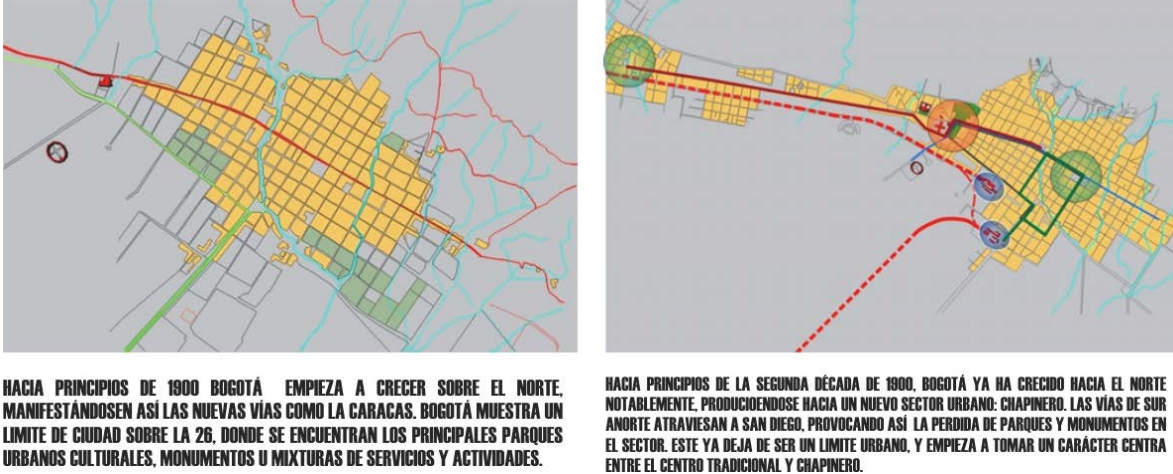 HACIA PRINCIPIOS DE 1900 BOGOTÁ EMPIEZA A CRECER SOBRE EL NORTE,
MANIFESTÁNDOSEN ASÍ LAS NUEVAS VÍAS COMO LA CARACAS. BOGOTÁ MUESTRA UN
LIMITE DE CIUDAD SOBRE LA 26, DONDE SE ENCUENTRAN LOS PRINCIPALES PARQUES
URBANOS CULTURALES, MONUMENTOS U MIXTURAS DE SERVICIOS Y ACTIVIDADES.
HACIA PRINCIPIOS DE LA SEGUNDA DÉCADA DE 1900, BOGOTÁ YA HA CRECIDO HACIA EL NORTE
NOTABLEMENTE, PRODUCIOENDOSE HACIA UN NUEVO SECTOR URBANO: CHAPINERO. LAS VÍAS DE SUR
ANORTE ATRAVIESAN A SAN DIEGO, PROVOCANDO ASÍ LA PERDIDA DE PARQUES Y MONUMENTOS EN
EL SECTOR. ESTE YA DEJA DE SER UN LIMITE URBANO, Y EMPIEZA A TOMAR UN CARÁCTER CENTRA
ENTRE EL CENTRO TRADICIONAL Y CHAPINERO.